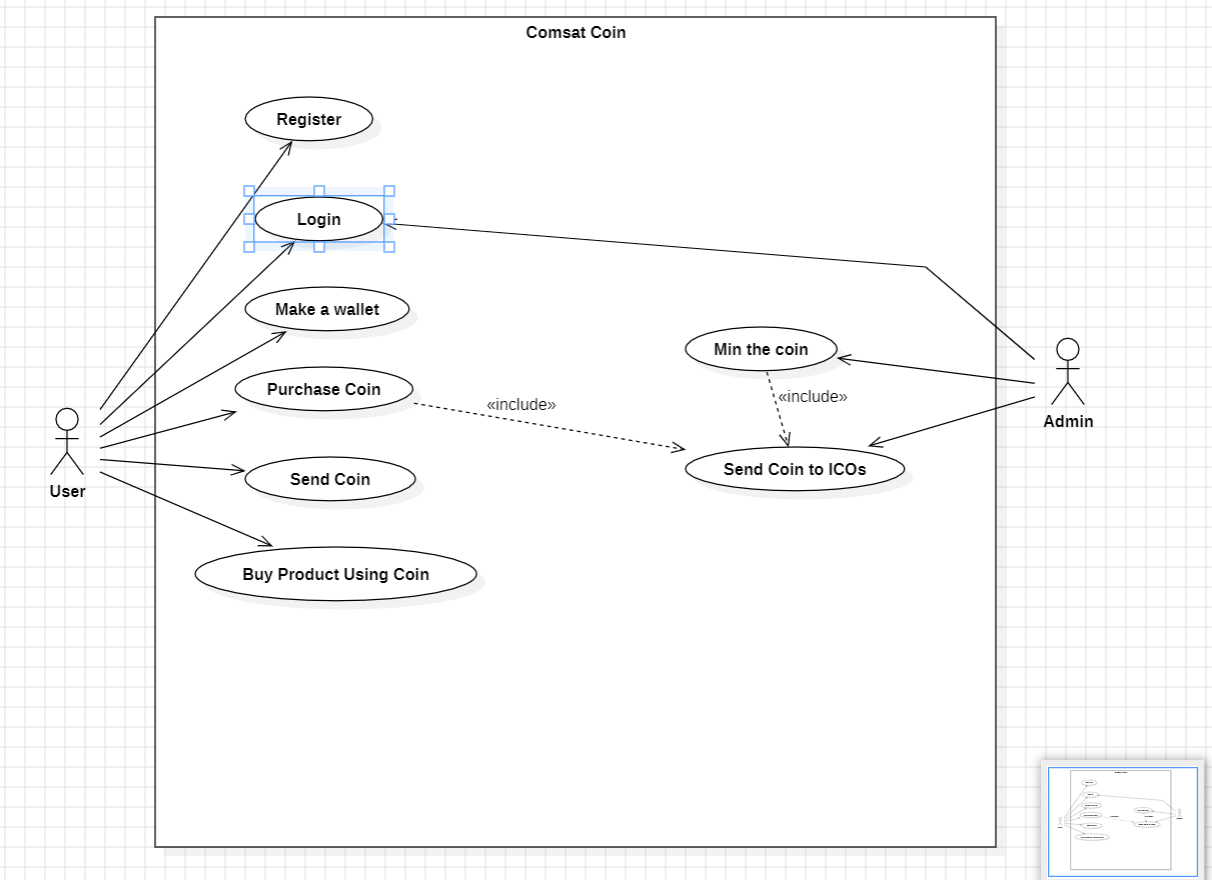 Comsat Coin
Register
Login
Make a wallet
Min the coin
Purchase Coin
«include»
«include»
Admin
Send Coin to ICOs
Send Coin
User
Buy Product Using Coin